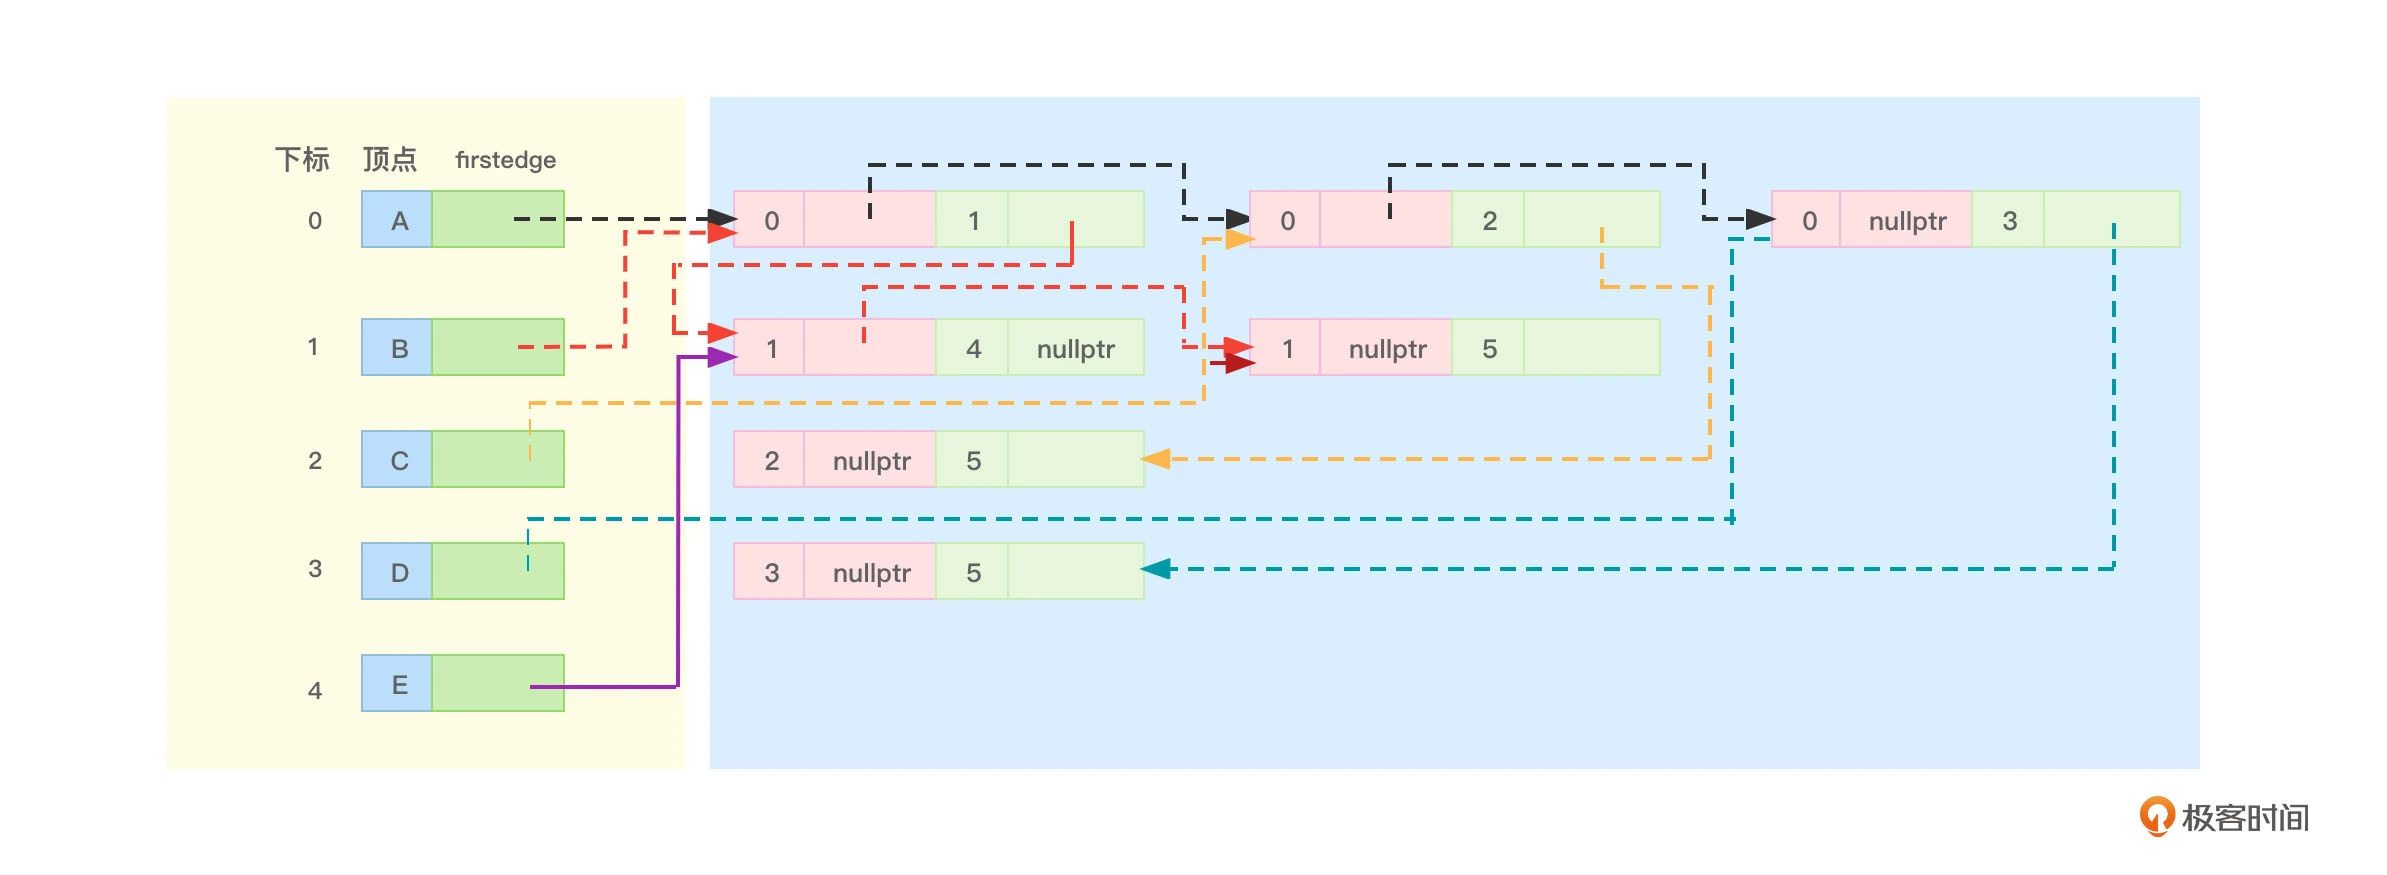 下标 顶点 firstedge
0 A 0 1 0 2 0 nullptr 3
1 B 1 4 nullptr 1 nullptr 5
2 C 2 nullptr 5
3 D 3 nullptr 5
4 E
极客时间